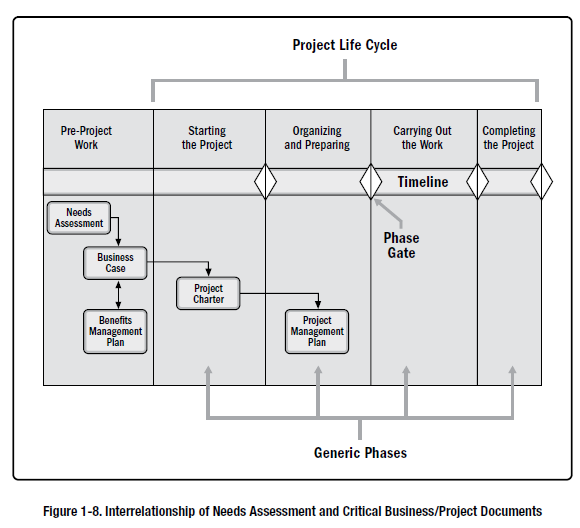 Project Life Cycle
Pre-Project
Work
Starting
the Project
Organizing
and Preparing
Carrying Out
the Work
Completing
the Project
Timeline
Needs
Assessment
Business
Case
Benefits
Management
Plan
Project
Charter
Project
Management
Plan
Phase
Gate
Generic Phases
Figure 1-8. Interrelationship of Needs Assessment and Critical Business/Project Documents